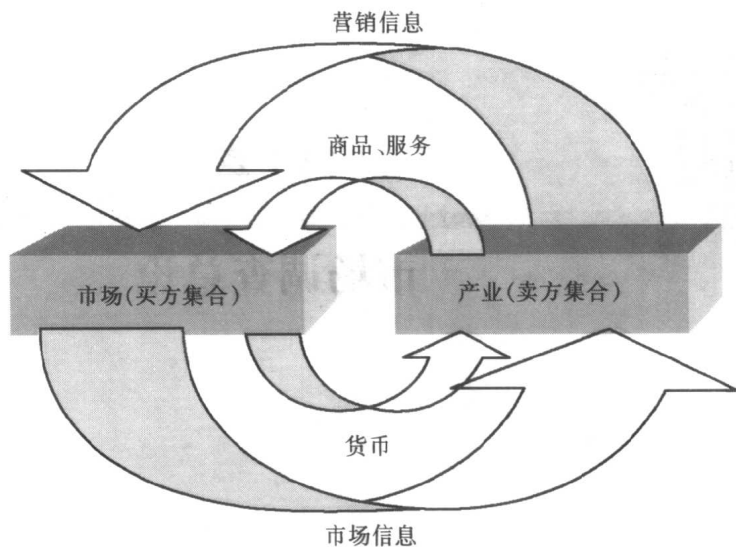 营销信息
商品、服务
市场(买方集合)
产业(卖方集合)
货币
市场信息